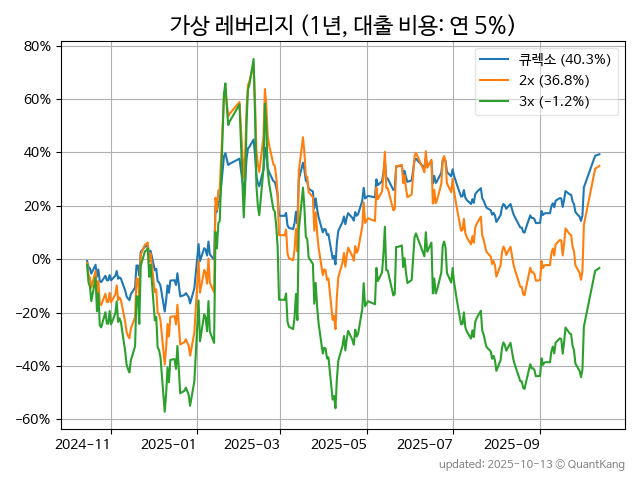 가상 레버리지 (1년, 대출 비용: 연 5%)
80%
60%
40%
20%
0%
−20%
−40%
−60%
큐렉소 (40.3%)
2x (36.8%)
3x (−1.2%)
2024-11
2025-01
2025-03
2025-05
2025-07
2025-09
updated: 2025-10-13 ⓒ QuantKang